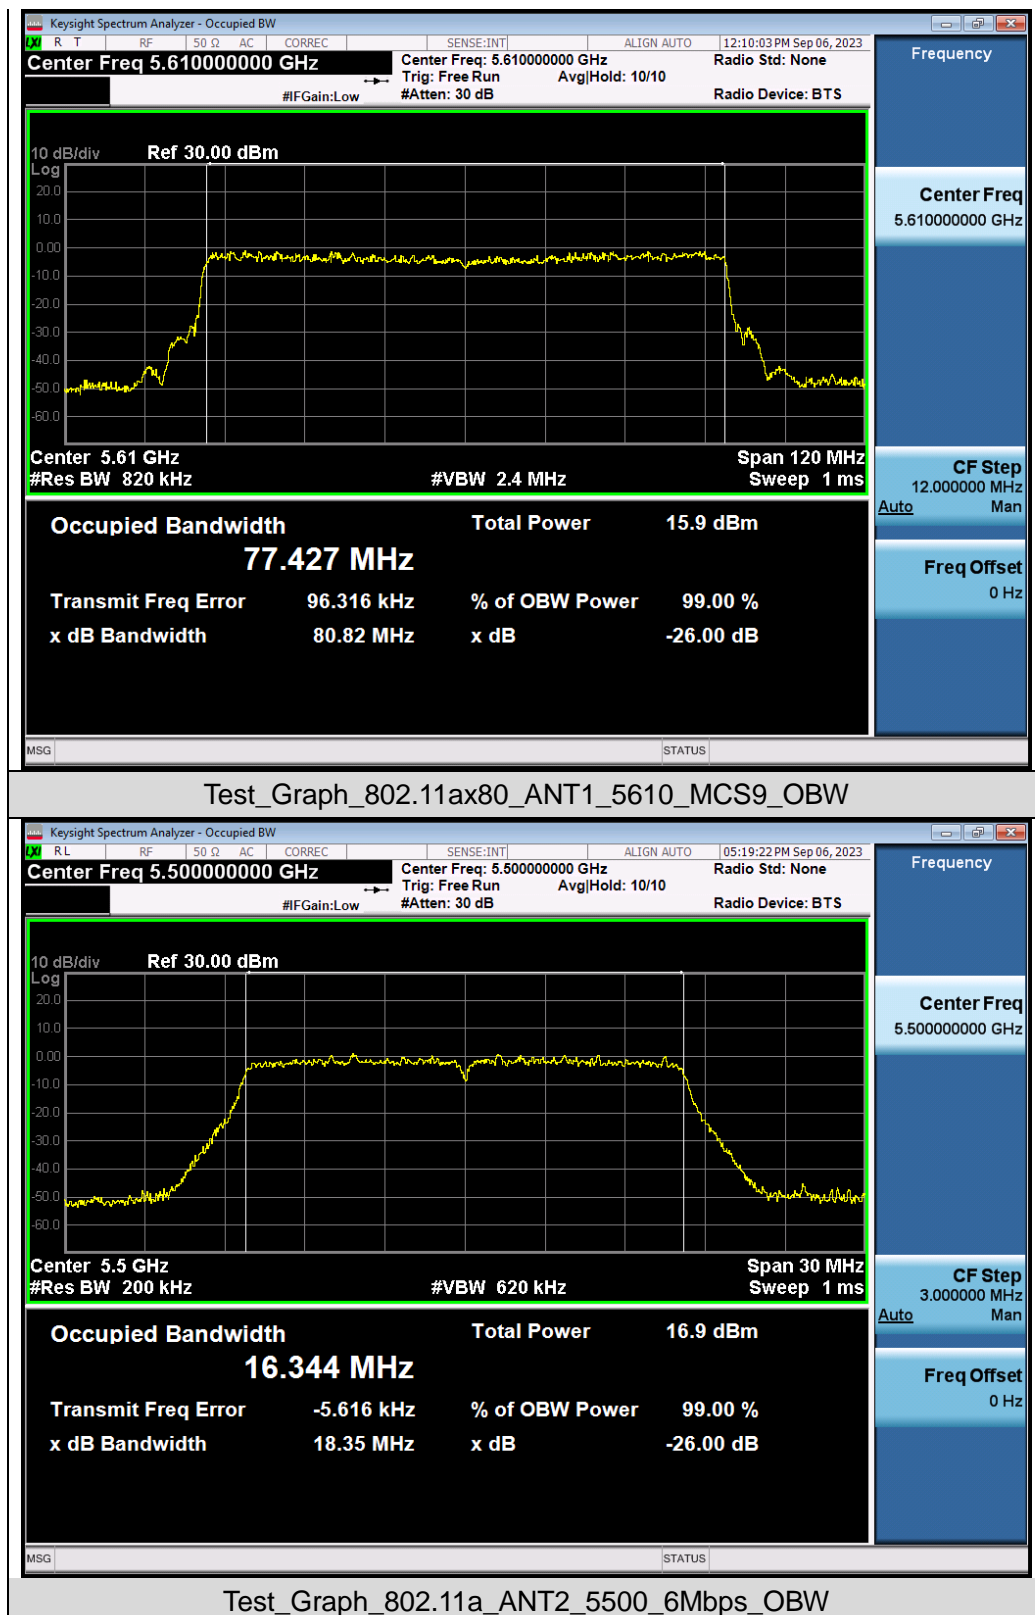 Keysight Spectrum Analyzer - Occupied BW
LXI R T RF 50 Ω AC CORREC SENSE:INT ALIGN AUTO 12:10:03 PM Sep 06, 2023
Center Freq 5.610000000 GHz
Center Freq: 5.610000000 GHz
Radio Std: None
Trig: Free Run Avg|Hold: 10/10
#IFGain:Low
#Atten: 30 dB
Radio Device: BTS
Frequency
10 dB/div Ref 30.00 dBm
Log
20.0
10.0
0.00
-10.0
-20.0
-30.0
-40.0
-50.0
-60.0
Center Freq
5.610000000 GHz
Center 5.61 GHz
Span 120 MHz
#Res BW 820 kHz
#VBW 2.4 MHz
Sweep 1 ms
CF Step
12.000000 MHz
Auto Man
Occupied Bandwidth
Total Power 15.9 dBm
77.427 MHz
Freq Offset
0 Hz
Transmit Freq Error 96.316 kHz % of OBW Power 99.00 %
x dB Bandwidth 80.82 MHz x dB -26.00 dB
MSG STATUS
Test_Graph_802.11ax80_ANT1_5610_MCS9_OBW
Keysight Spectrum Analyzer - Occupied BW
LXI RL RF 50 Ω AC CORREC SENSE:INT ALIGN AUTO 05:19:22 PM Sep 06, 2023
Center Freq 5.500000000 GHz
Center Freq: 5.500000000 GHz
Radio Std: None
Trig: Free Run Avg|Hold: 10/10
#IFGain:Low
#Atten: 30 dB
Radio Device: BTS
Frequency
10 dB/div Ref 30.00 dBm
Log
20.0
10.0
0.00
-10.0
-20.0
-30.0
-40.0
-50.0
-60.0
Center Freq
5.500000000 GHz
Center 5.5 GHz
Span 30 MHz
#Res BW 200 kHz
#VBW 620 kHz
Sweep 1 ms
CF Step
3.000000 MHz
Auto Man
Occupied Bandwidth
Total Power 16.9 dBm
16.344 MHz
Freq Offset
0 Hz
Transmit Freq Error -5.616 kHz % of OBW Power 99.00 %
x dB Bandwidth 18.35 MHz x dB -26.00 dB
MSG STATUS
Test_Graph_802.11a_ANT2_5500_6Mbps_OBW